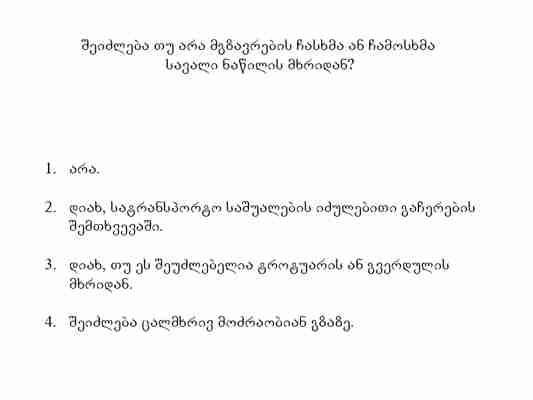 შეიძლება თუ არა მგზავრების ჩასხმა ან ჩამოსხმა
სავალი ნაწილის მხრიდან?
1. არა.
2. დიახ, სატრანსპორტო საშუალების იძულებითი გაჩერების
შემთხვევაში.
3. დიახ, თუ ეს შეუძლებელია ტროტუარის ან გვერდულის
მხრიდან.
4. შეიძლება ცალმხრივ მოძრაობიან გზაზე.